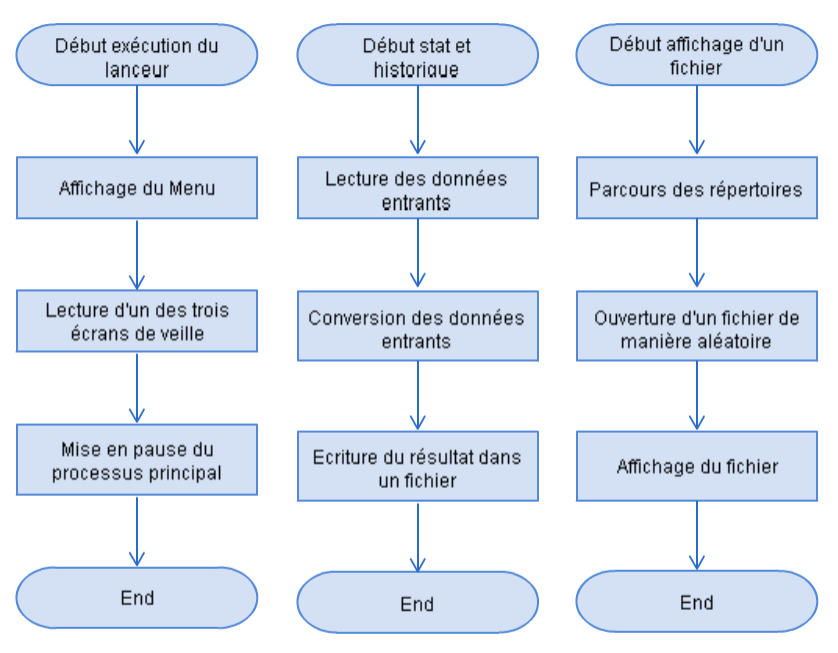 Début exécution du
lanceur
Affichage du Menu
Lecture d'un des trois
écrans de veille
Mise en pause du
processus principal
End
Début stat et
historique
Lecture des données
entrants
Conversion des données
entrants
Ecriture du résultat dans
un fichier
End
Début affichage d'un
fichier
Parcours des répertoires
Ouverture d'un fichier de
manière aléatoire
Affichage du fichier
End